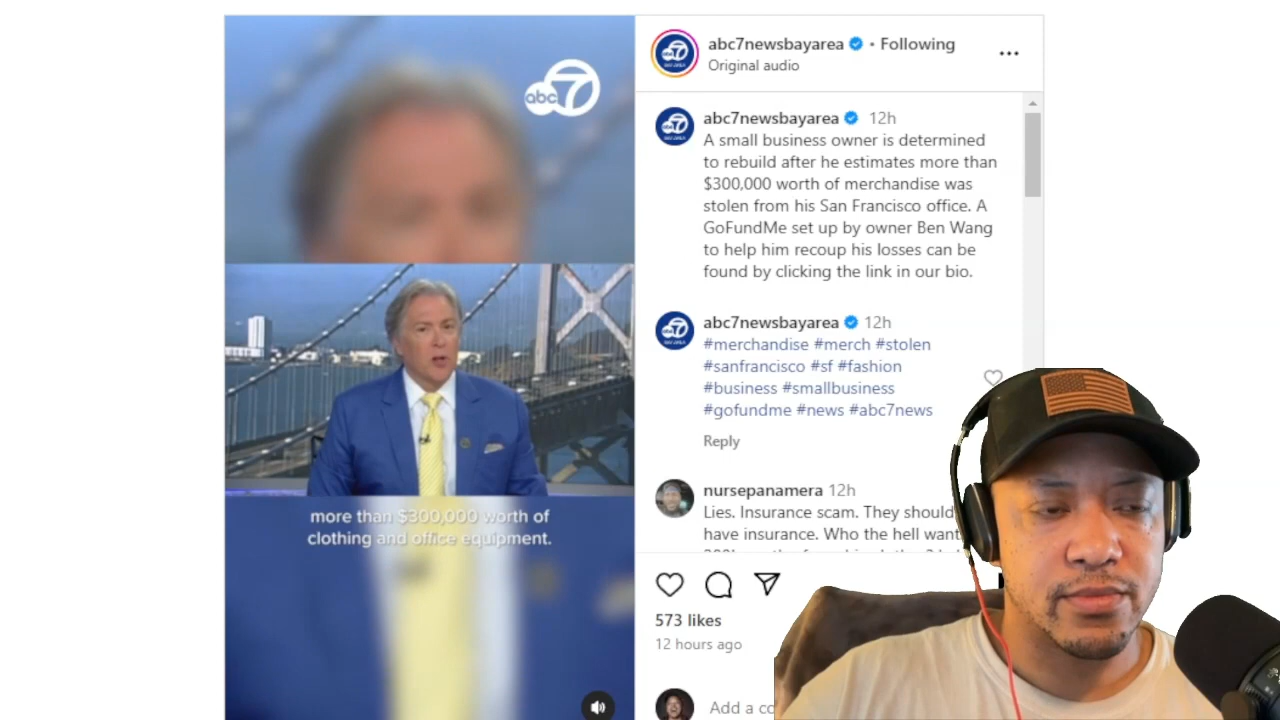 abc 7
more than $300,000 worth of
clothing and office equipment.
abc7newsbayarea • Following
Original audio
•••
abc7newsbayarea 12h
A small business owner is determined
to rebuild after he estimates more than
$300,000 worth of merchandise was
stolen from his San Francisco office. A
GoFundMe set up by owner Ben Wang
to help him recoup his losses can be
found by clicking the link in our bio.
abc7newsbayarea 12h
#merchandise #merch #stolen
#sanfrancisco #sf #fashion
#business #smallbusiness
#gofundme #news #abc7news
Reply
nursepanamera 12h
Lies. Insurance scam. They should
have insurance. Who the hell want
573 likes
12 hours ago
Add a co